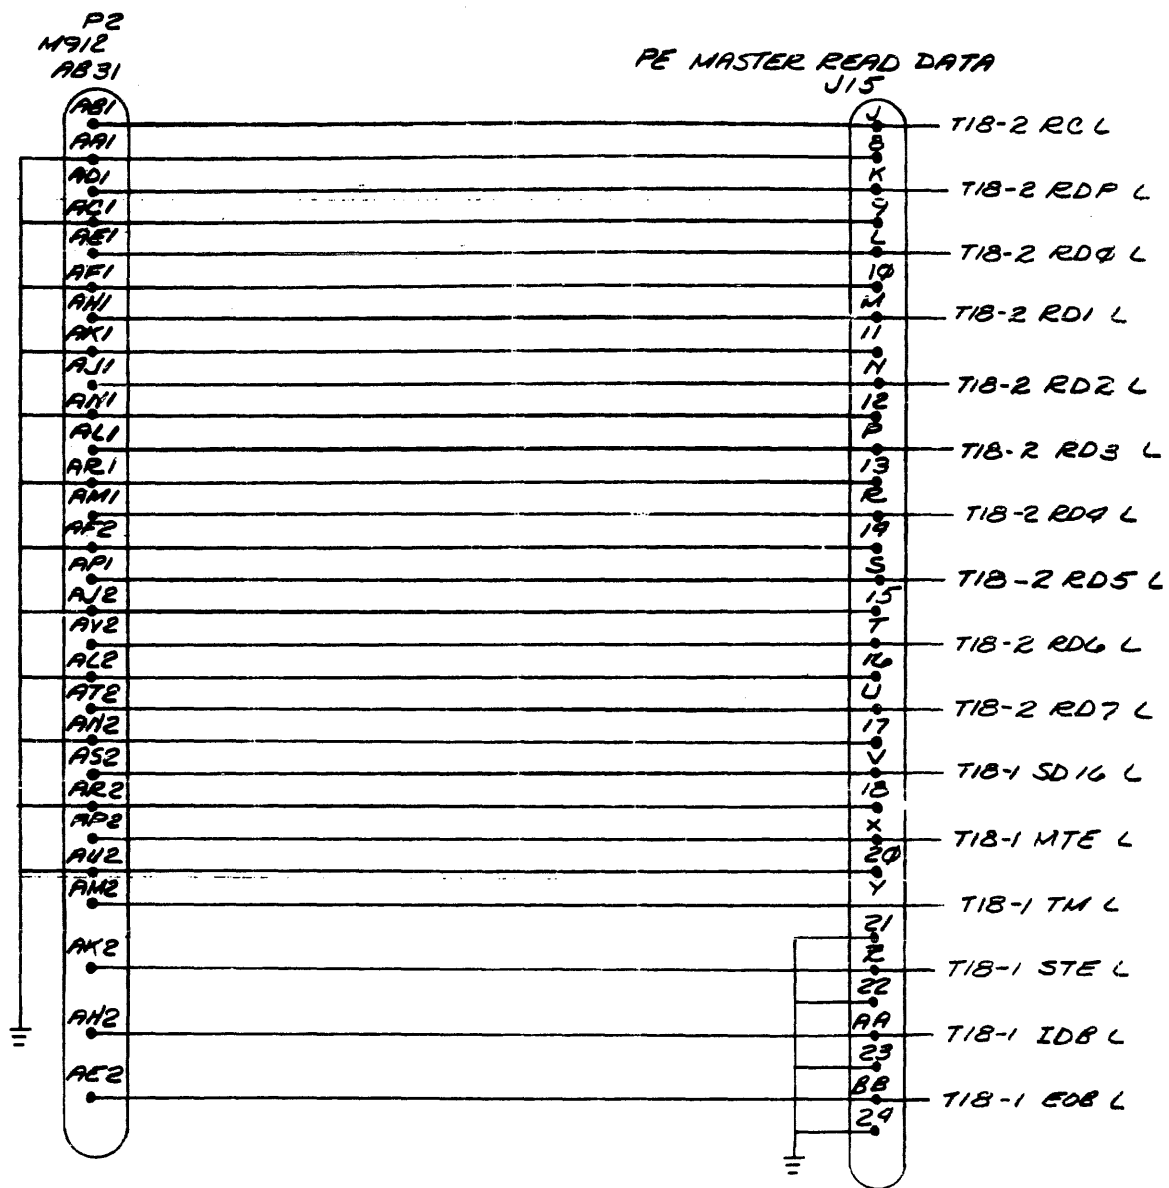 P2
M912
AB31
PE MASTER READ DATA
J15
AB1 J T18-2 RC L
AA1 8
AD1 K T18-2 RDP L
AC1 9
AE1 L T18-2 RDØ L
AF1 1Ø
AH1 M T18-2 RD1 L
AK1 11
AJ1 N T18-2 RD2 L
AN1 12
AL1 P T18-2 RD3 L
AR1 13
AM1 R T18-2 RD4 L
AF2 14
AP1 S T18-2 RD5 L
AJ2 15
AV2 T T18-2 RD6 L
AL2 16
AT2 U T18-2 RD7 L
AN2 17
AS2 V T18-1 SD16 L
AR2 18
AP2 X T18-1 MTE L
AU2 2Ø
AM2 Y T18-1 TM L
21
AK2 Z T18-1 STE L
22
AH2 AA T18-1 IDB L
23
AE2 BB T18-1 EOB L
24